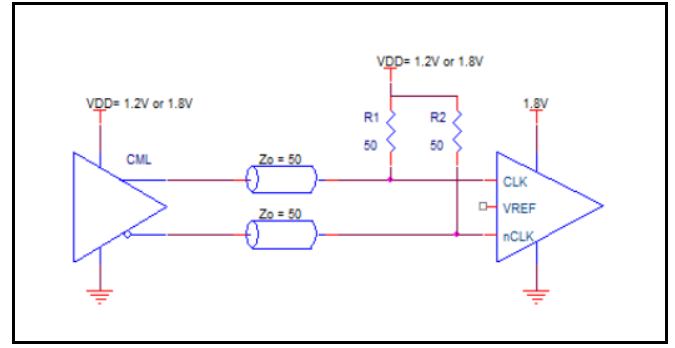 VDD= 1.2V or 1.8V
VDD= 1.2V or 1.8V
1.8V
R1
50
R2
50
CML
Zo = 50
Zo = 50
CLK
VREF
nCLK